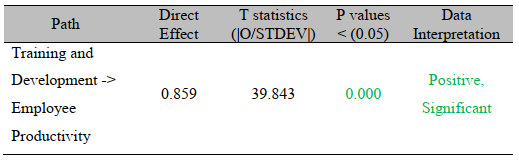 Path Direct Effect T statistics (|O/STDEV|) P values < (0.05) Data Interpretation
Training and
Development ->
Employee
Productivity
0.859 39.843 0.000 Positive, Significant